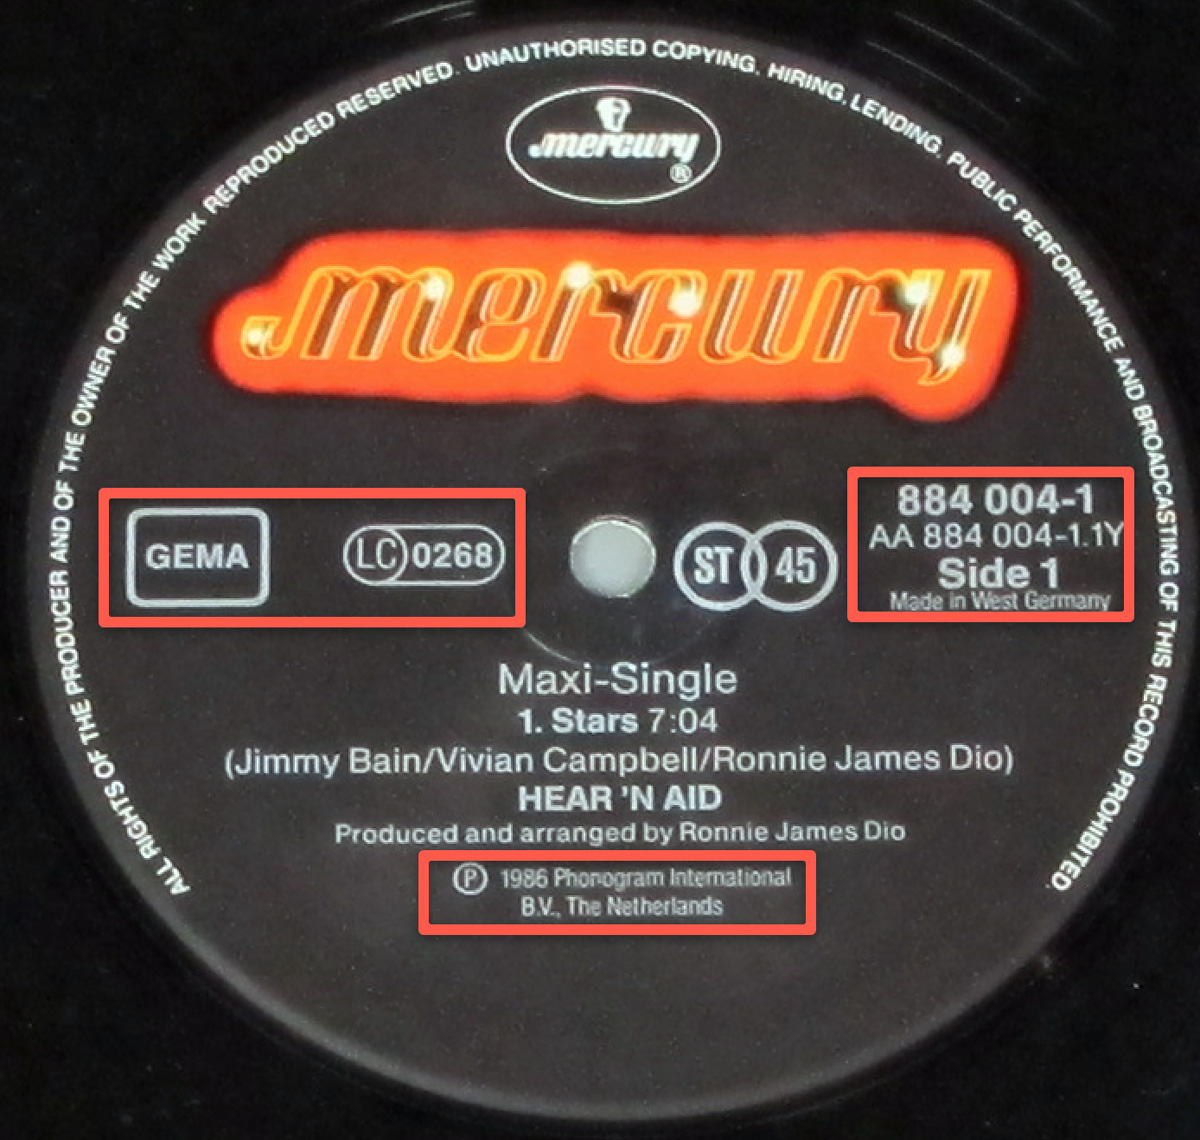 ALL RIGHTS OF THE PRODUCER AND OF THE OWNER OF THE WORK REPRODUCED RESERVED. UNAUTHORISED COPYING, HIRING, LENDING, PUBLIC PERFORMANCE AND BROADCASTING OF THIS RECORD PROHIBITED.
mercury
®
mercury
GEMA
LC 0268
ST 45
884 004-1
AA 884 004-1.1Y
Side 1
Made in West Germany
Maxi-Single
1. Stars 7:04
(Jimmy Bain/Vivian Campbell/Ronnie James Dio)
HEAR 'N AID
Produced and arranged by Ronnie James Dio
Ⓟ 1986 Phonogram International
B.V., The Netherlands